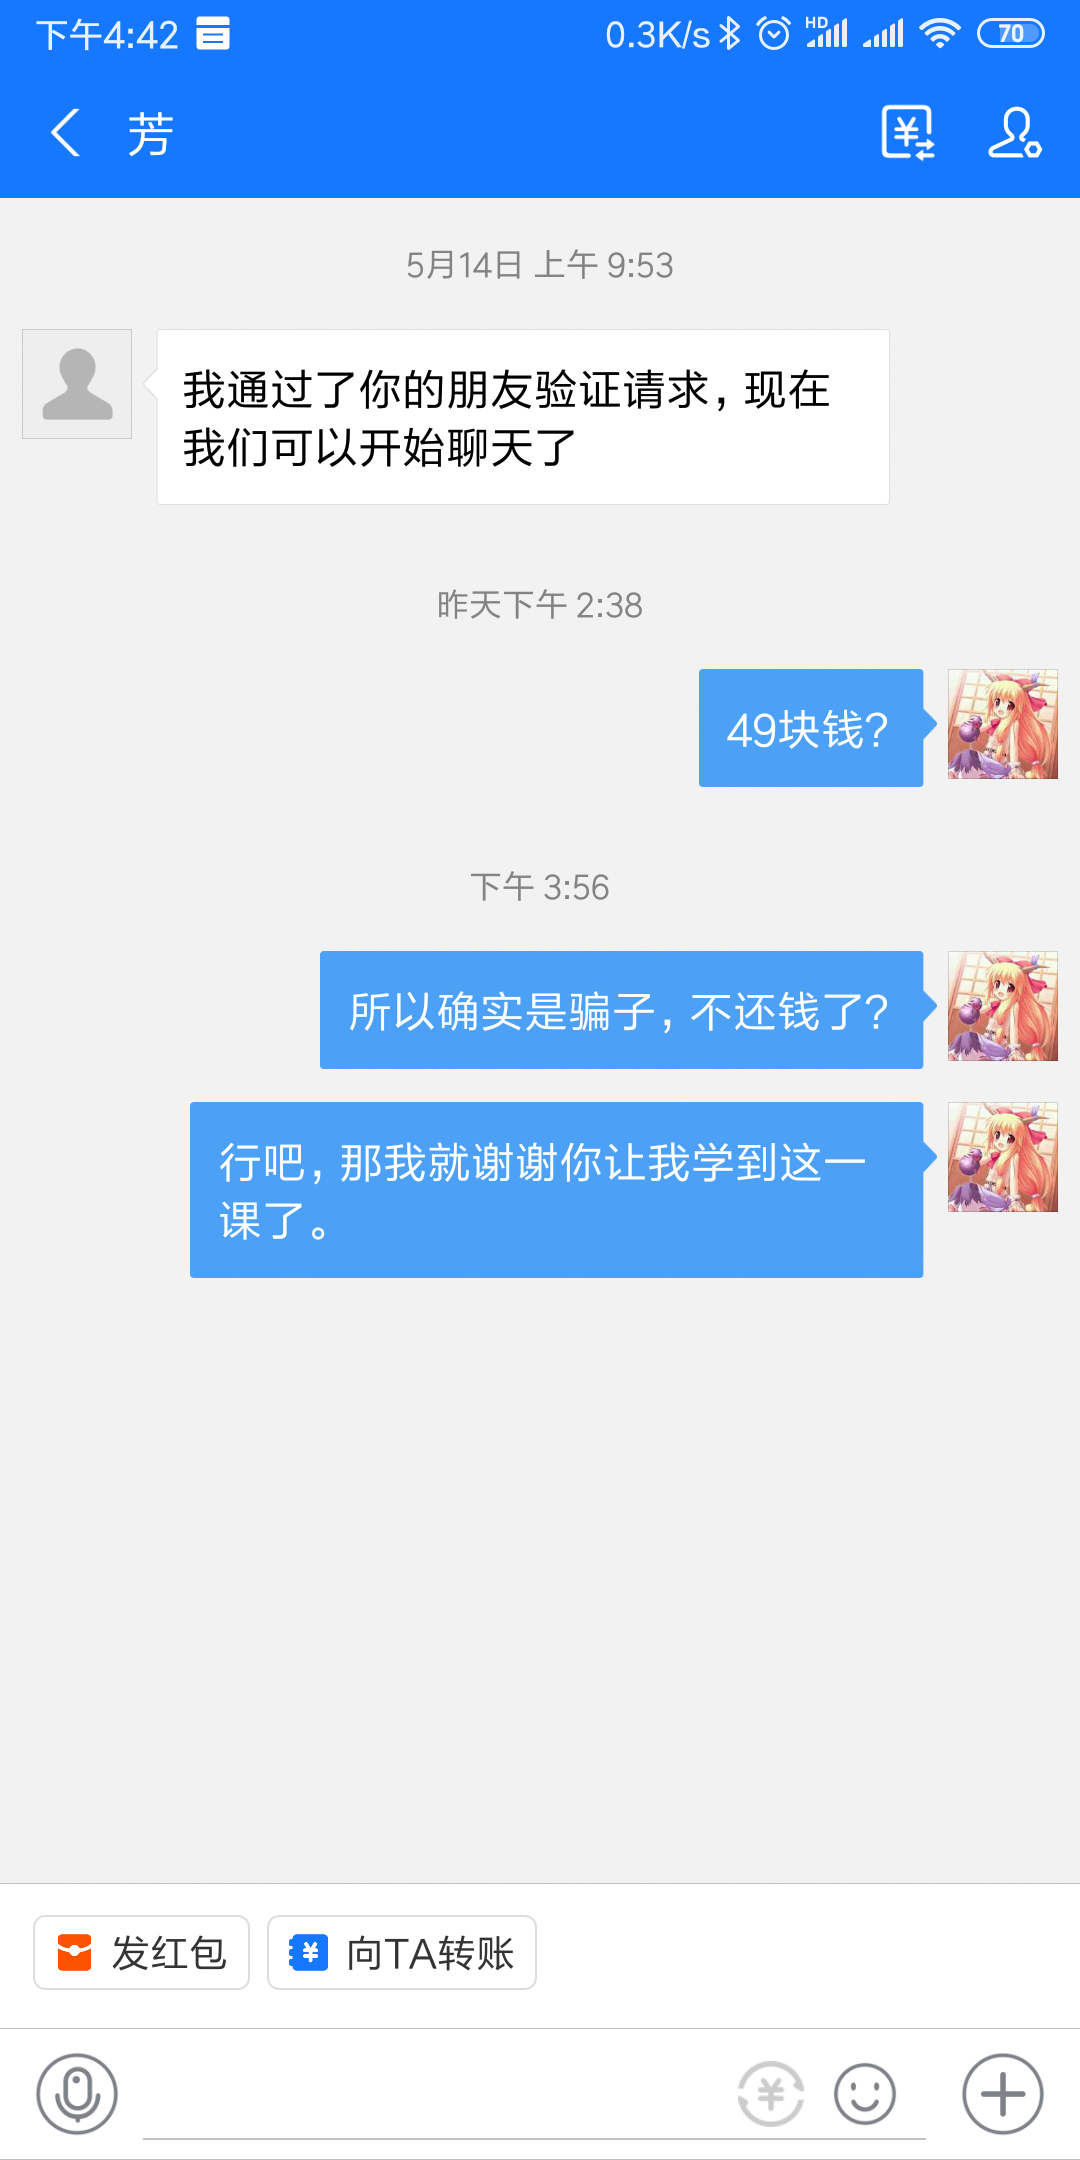 下午4:42
0.3K/s
HD
70
芳
5月14日 上午 9:53
我通过了你的朋友验证请求，现在
我们可以开始聊天了
昨天下午 2:38
49块钱？
下午 3:56
所以确实是骗子，不还钱了？
行吧，那我就谢谢你让我学到这一
课了。
发红包
向TA转账